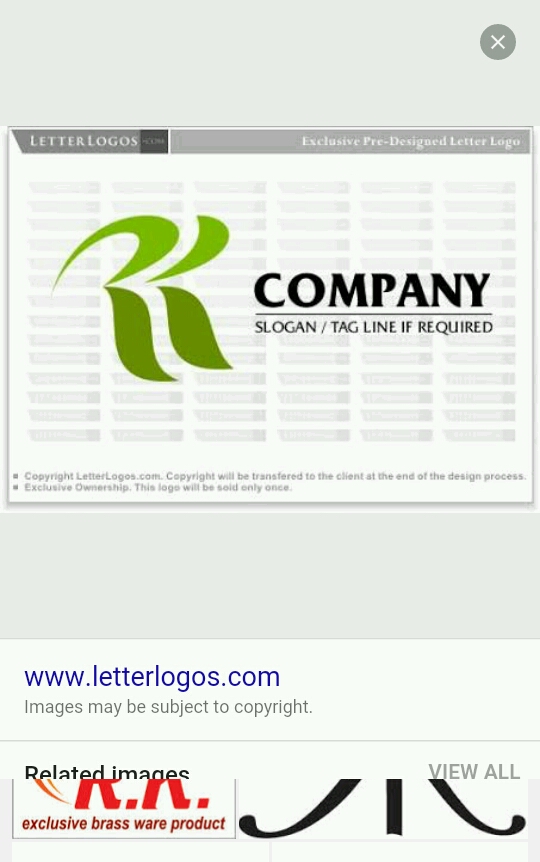 LETTERLOGOS .COM
Exclusive Pre-Designed Letter Logo
COMPANY
SLOGAN / TAG LINE IF REQUIRED
Copyright LetterLogos.com. Copyright will be transfered to the client at the end of the design process.
Exclusive Ownership. This logo will be sold only once.
www.letterlogos.com
Images may be subject to copyright.
Related images
VIEW ALL
R.K.
exclusive brass ware product